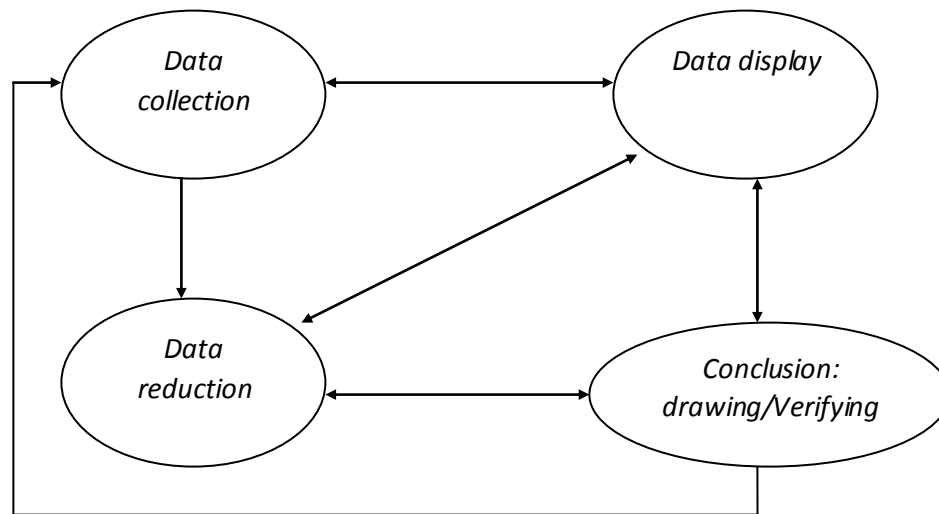 Data
collection
Data display
Data
reduction
Conclusion:
drawing/Verifying